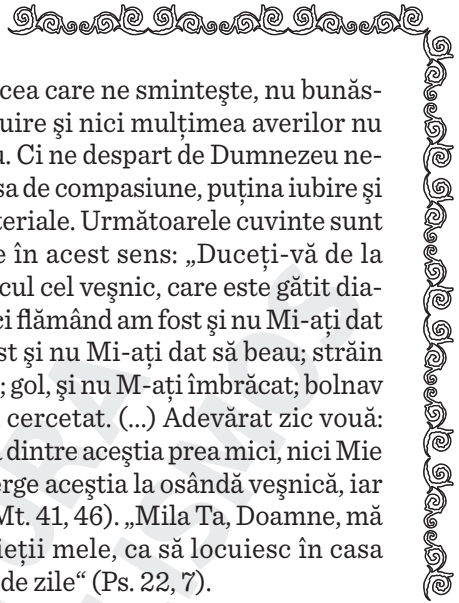 cea care ne sminteşte, nu bunăs-
uire şi nici mulţimea averilor nu
u. Ci ne despart de Dumnezeu ne-
sa de compasiune, puţina iubire şi
teriale. Următoarele cuvinte sunt
e în acest sens: „Duceţi-vă de la
cul cel veşnic, care este gătit dia-
ci flămând am fost şi nu Mi-aţi dat
st şi nu Mi-aţi dat să beau; străin
; gol, şi nu M-aţi îmbrăcat; bolnav
cercetat. (...) Adevărat zic vouă:
a dintre aceştia prea mici, nici Mie
erge aceştia la osândă veşnică, iar
Mt. 41, 46). „Mila Ta, Doamne, mă
ieţii mele, ca să locuiesc în casa
de zile“ (Ps. 22, 7).